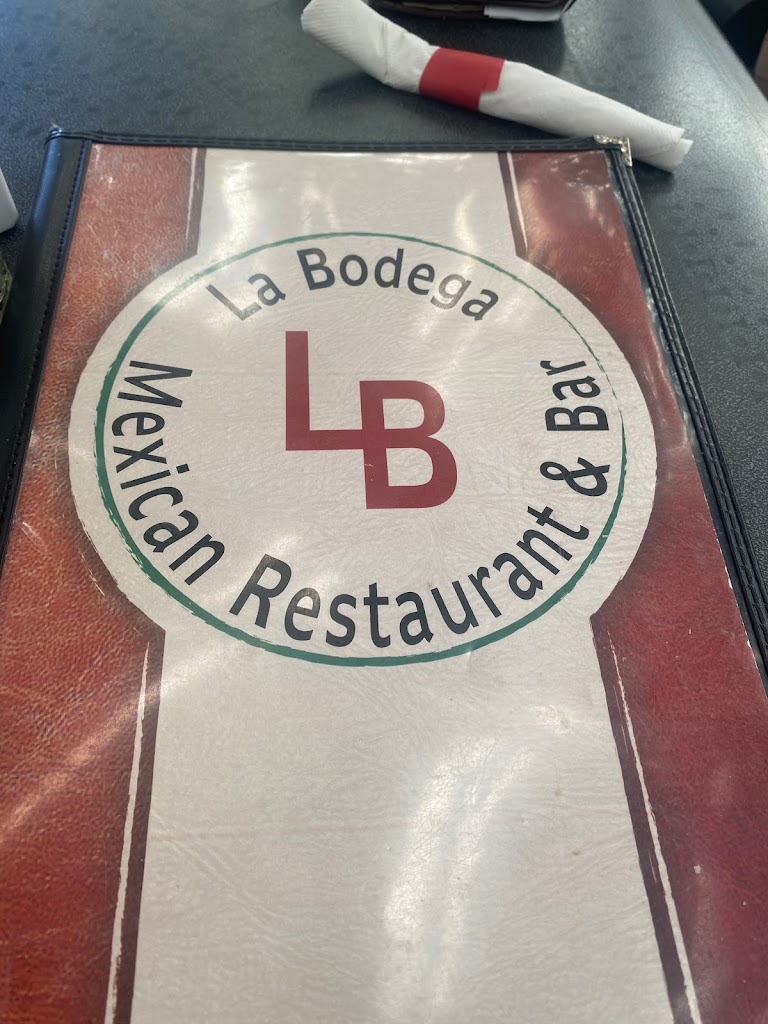 La Bodega
LB
Mexican Restaurant & Bar